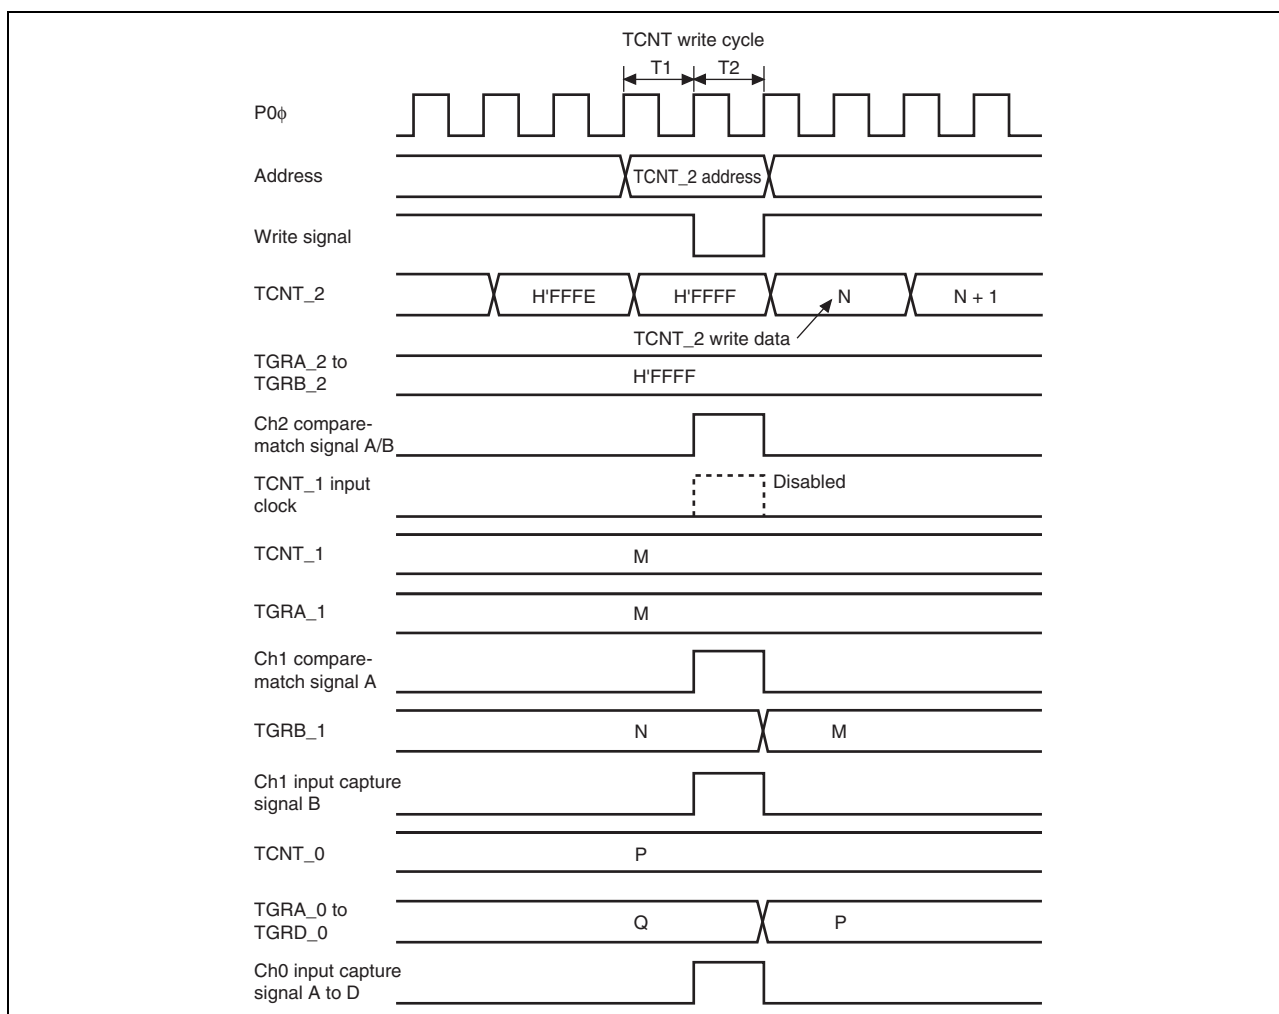 TCNT write cycle
T1 T2
P0ϕ
Address
TCNT_2 address
Write signal
TCNT_2
H'FFFE H'FFFF N N + 1
TCNT_2 write data
TGRA_2 to
TGRB_2
H'FFFF
Ch2 compare-
match signal A/B
TCNT_1 input
clock
Disabled
TCNT_1
M
TGRA_1
M
Ch1 compare-
match signal A
TGRB_1
N M
Ch1 input capture
signal B
TCNT_0
P
TGRA_0 to
TGRD_0
Q P
Ch0 input capture
signal A to D